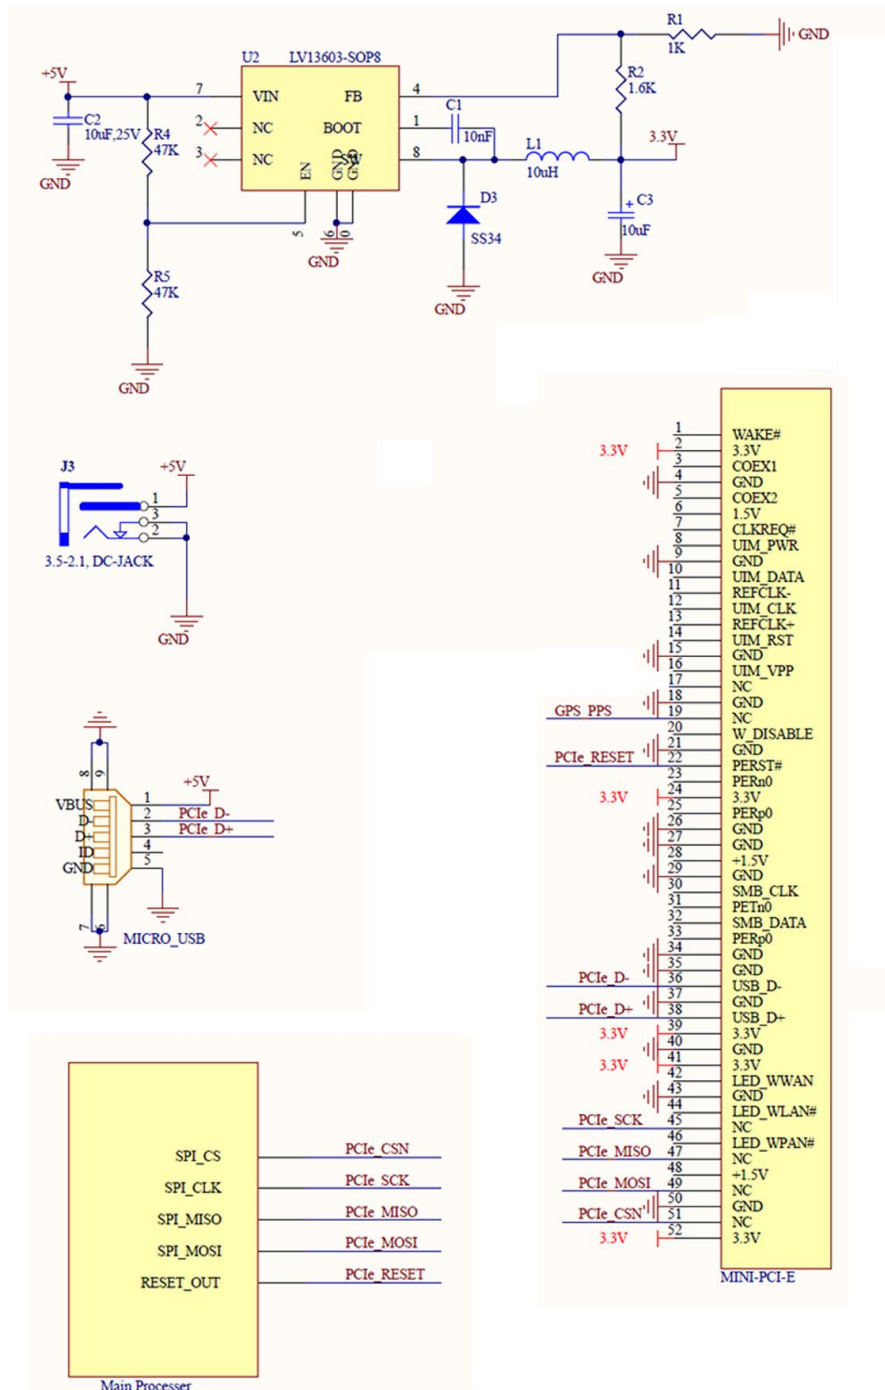 R1
1K
GND
U2 LV13603-SOP8
+5V
7 VIN FB 4
R2
1.6K
C2
10uF,25V
R4
47K
2 NC BOOT 1
C1
10nF
3 NC SW 8
L1
10uH
3.3V
GND
EN GND GND
5 6 0
D3
SS34
+ C3
10uF
GND
GND
GND
R5
47K
GND
J3
+5V
1
3
2
3.5-2.1, DC-JACK
GND
8 9
+5V
VBUS 1
D- 2 PCIe_D-
D+ 3 PCIe_D+
ID 4
GND 5
7 6
MICRO_USB
1 WAKE#
3.3V 2 3.3V
3 COEX1
4 GND
5 COEX2
6 1.5V
7 CLKREQ#
8 UIM_PWR
9 GND
10 UIM_DATA
11 REFCLK-
12 UIM_CLK
13 REFCLK+
14 UIM_RST
15 GND
16 UIM_VPP
17 NC
18 GND
GPS_PPS 19 NC
20 W_DISABLE
21 GND
PCIe_RESET 22 PERST#
23 PERn0
3.3V 24 3.3V
25 PERp0
26 GND
27 GND
28 +1.5V
29 GND
30 SMB_CLK
31 PETn0
32 SMB_DATA
33 PERp0
34 GND
35 GND
PCIe_D- 36 USB_D-
37 GND
PCIe_D+ 38 USB_D+
3.3V 39 3.3V
40 GND
3.3V 41 3.3V
42 LED_WWAN
43 GND
44 LED_WLAN#
PCIe_SCK 45 NC
46 LED_WPAN#
PCIe_MISO 47 NC
48 +1.5V
PCIe_MOSI 49 NC
50 GND
PCIe_CSN 51 NC
3.3V 52 3.3V
MINI-PCI-E
SPI_CS PCIe_CSN
SPI_CLK PCIe_SCK
SPI_MISO PCIe_MISO
SPI_MOSI PCIe_MOSI
RESET_OUT PCIe_RESET
Main Processer